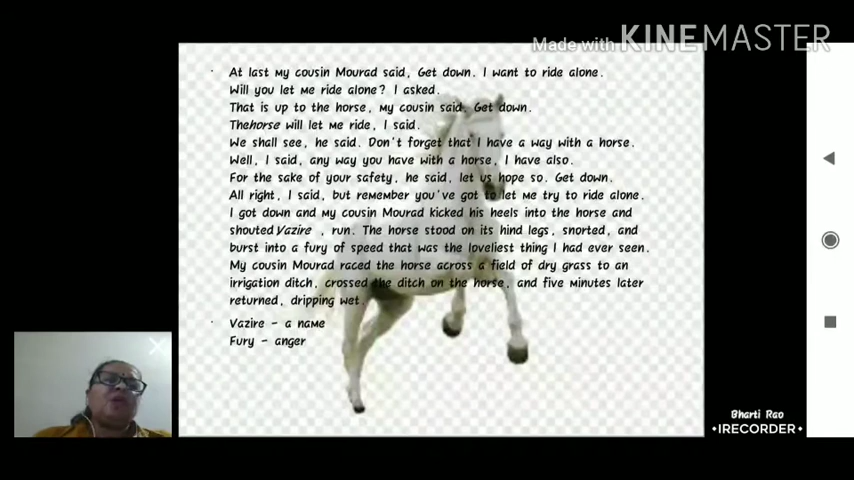 Made with KINEMASTER
At last my cousin Mourad said, Get down. I want to ride alone.
Will you let me ride alone? I asked.
That is up to the horse, my cousin said. Get down.
Thehorse will let me ride, I said.
We shall see, he said. Don't forget that I have a way with a horse.
Well, I said, any way you have with a horse, I have also.
For the sake of your safety, he said, let us hope so. Get down.
All right, I said, but remember you've got to let me try to ride alone.
I got down and my cousin Mourad kicked his heels into the horse and
shouted Vazire , run. The horse stood on its hind legs, snorted, and
burst into a fury of speed that was the loveliest thing I had ever seen.
My cousin Mourad raced the horse across a field of dry grass to an
irrigation ditch, crossed the ditch on the horse, and five minutes later
returned, dripping wet.
Vazire - a name
Fury - anger
Bharti Rao
IRECORDER